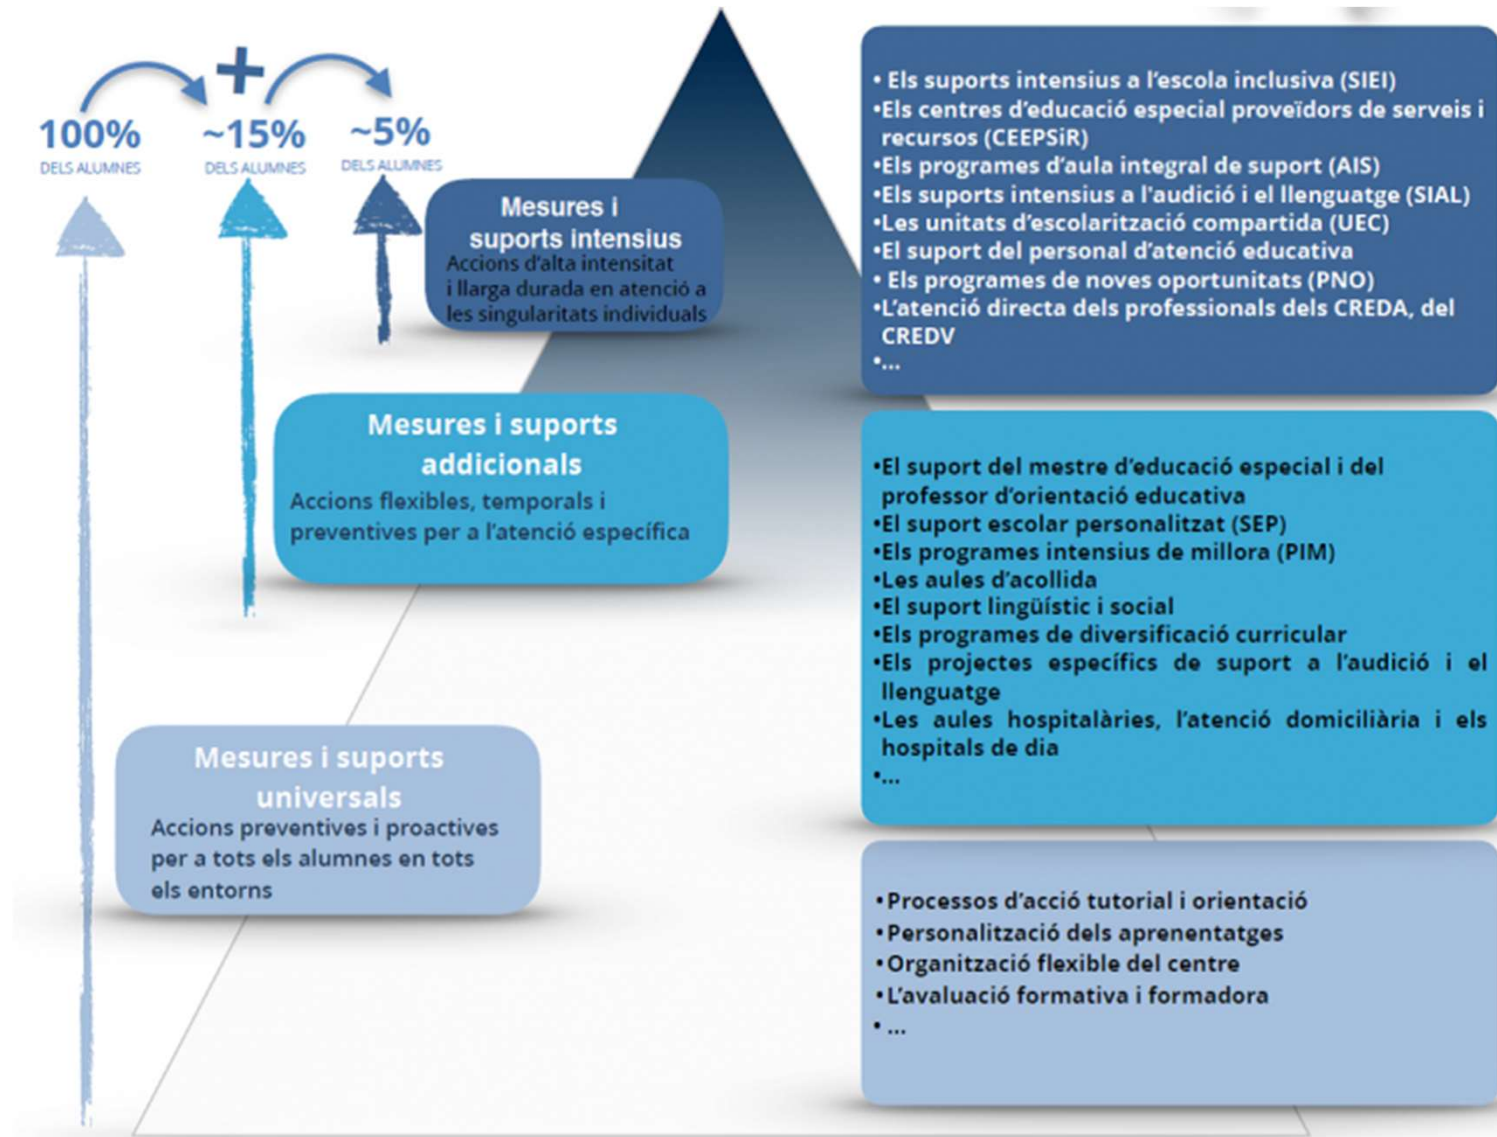 +
100%
DELS ALUMNES
~15%
DELS ALUMNES
~5%
DELS ALUMNES
Mesures i
suports intensius
Accions d'alta intensitat
i llarga durada en atenció a
les singularitats individuals
• Els suports intensius a l'escola inclusiva (SIEI)
•Els centres d'educació especial proveïdors de serveis i
recursos (CEEPSiR)
•Els programes d'aula integral de suport (AIS)
•Els suports intensius a l'audició i el llenguatge (SIAL)
•Les unitats d'escolarització compartida (UEC)
•El suport del personal d'atenció educativa
• Els programes de noves oportunitats (PNO)
•L'atenció directa dels professionals dels CREDA, del
CREDV
•...
Mesures i suports
addicionals
Accions flexibles, temporals i
preventives per a l'atenció específica
•El suport del mestre d'educació especial i del
professor d'orientació educativa
•El suport escolar personalitzat (SEP)
•Els programes intensius de millora (PIM)
•Les aules d'acollida
•El suport lingüístic i social
•Els programes de diversificació curricular
•Els projectes específics de suport a l'audició i el
llenguatge
•Les aules hospitalàries, l'atenció domiciliària i els
hospitals de dia
•...
Mesures i suports
universals
Accions preventives i proactives
per a tots els alumnes en tots
els entorns
•Processos d'acció tutorial i orientació
•Personalització dels aprenentatges
•Organització flexible del centre
•L'avaluació formativa i formadora
• ...